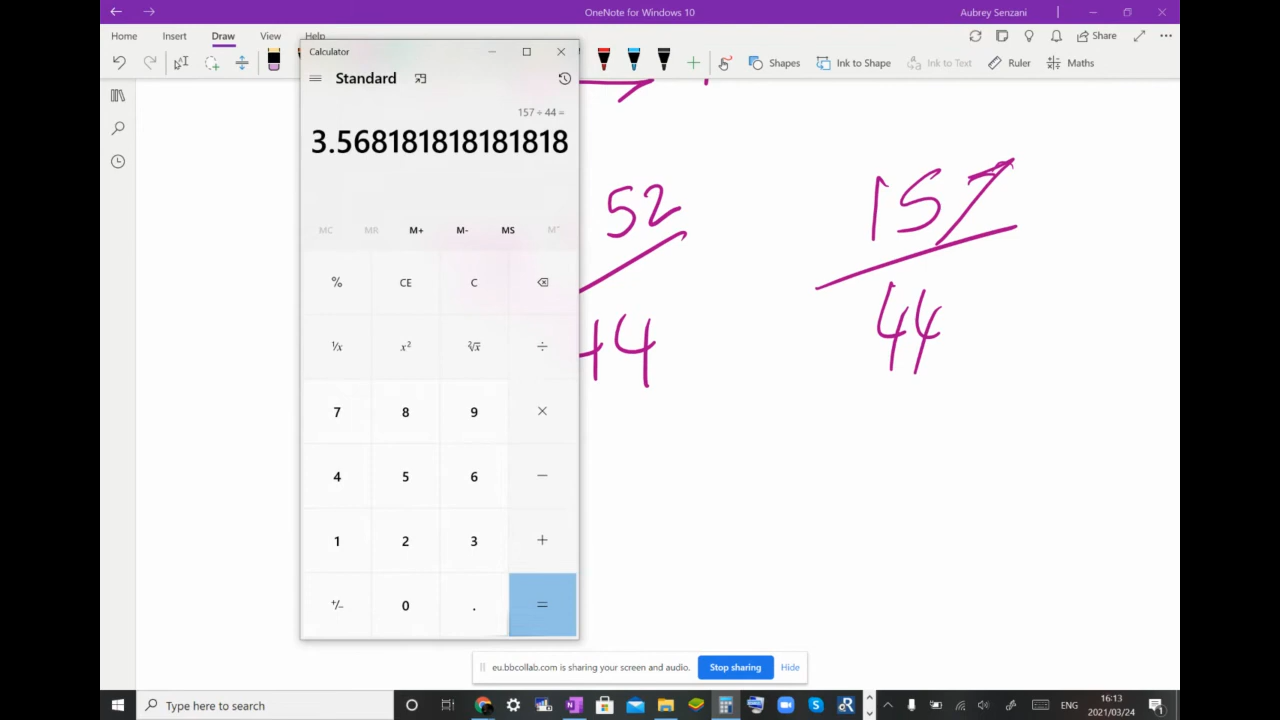 OneNote for Windows 10
Aubrey Senzani
Home Insert Draw View Help
Share
Shapes Ink to Shape Ink to Text Ruler Maths
Calculator
Standard
157 ÷ 44 =
3.568181818181818
MC MR M+ M- MS
% CE C
¹/x x² ²√x ÷
7 8 9 ×
4 5 6 −
1 2 3 +
+/− 0 . =
52
44
157
44
eu.bbcollab.com is sharing your screen and audio. Stop sharing Hide
Type here to search
ENG
16:13
2021/03/24